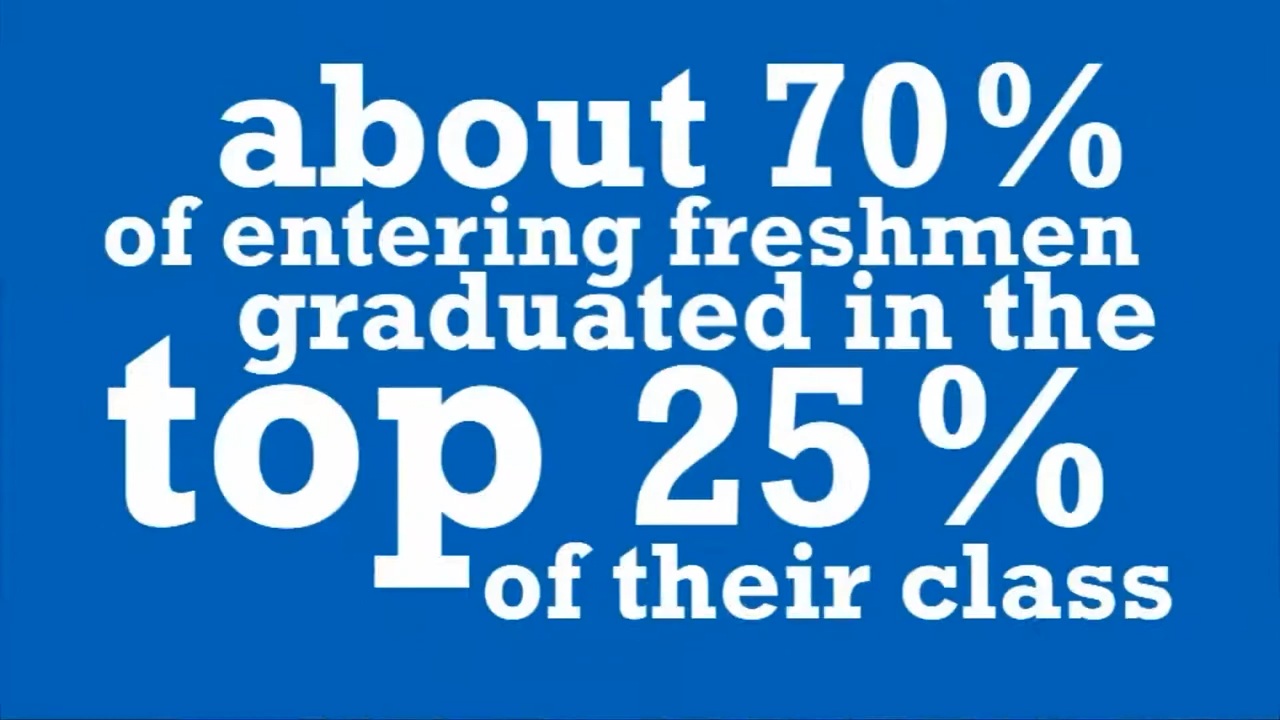 about 70%
of entering freshmen
graduated in the
top 25%
of their class